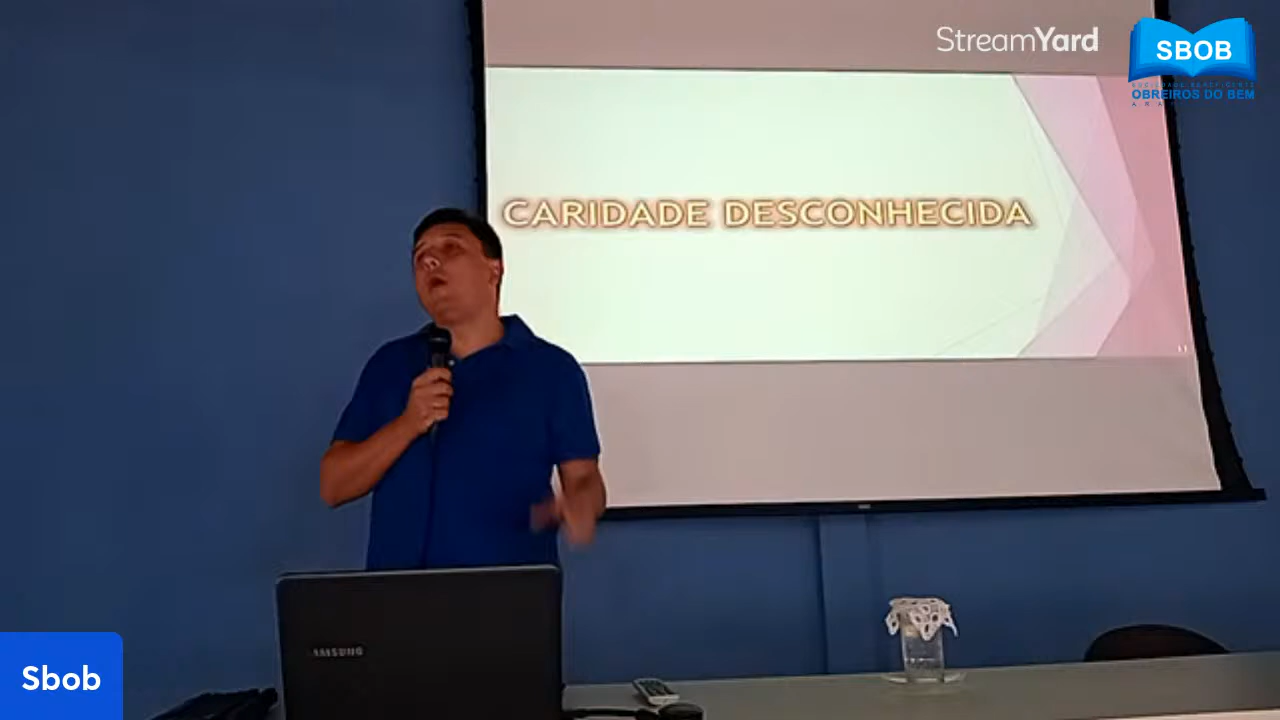 StreamYard
SBOB
OBREIROS DO BEM
CARIDADE DESCONHECIDA
SAMSUNG
Sbob